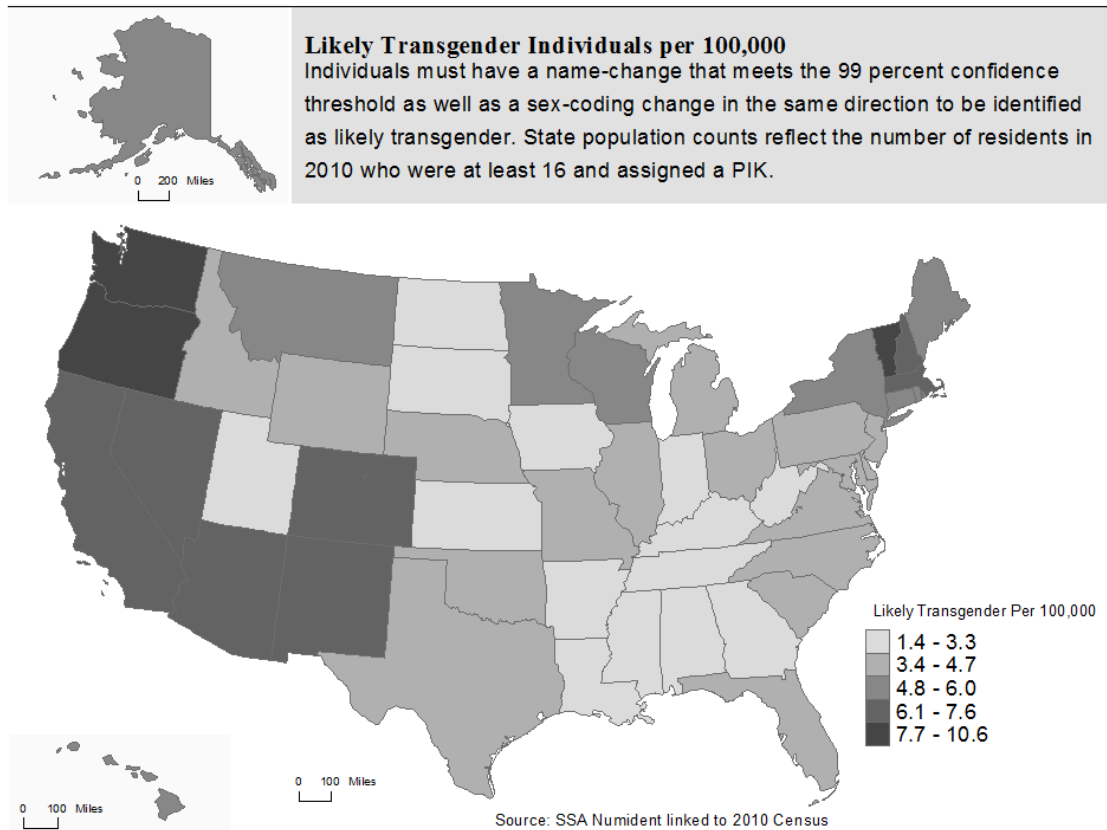 Likely Transgender Individuals per 100,000
Individuals must have a name-change that meets the 99 percent confidence
threshold as well as a sex-coding change in the same direction to be identified
as likely transgender. State population counts reflect the number of residents in
2010 who were at least 16 and assigned a PIK.
0 200 Miles
Likely Transgender Per 100,000
1.4 - 3.3
3.4 - 4.7
4.8 - 6.0
6.1 - 7.6
7.7 - 10.6
0 100 Miles
0 100 Miles
Source: SSA Numident linked to 2010 Census